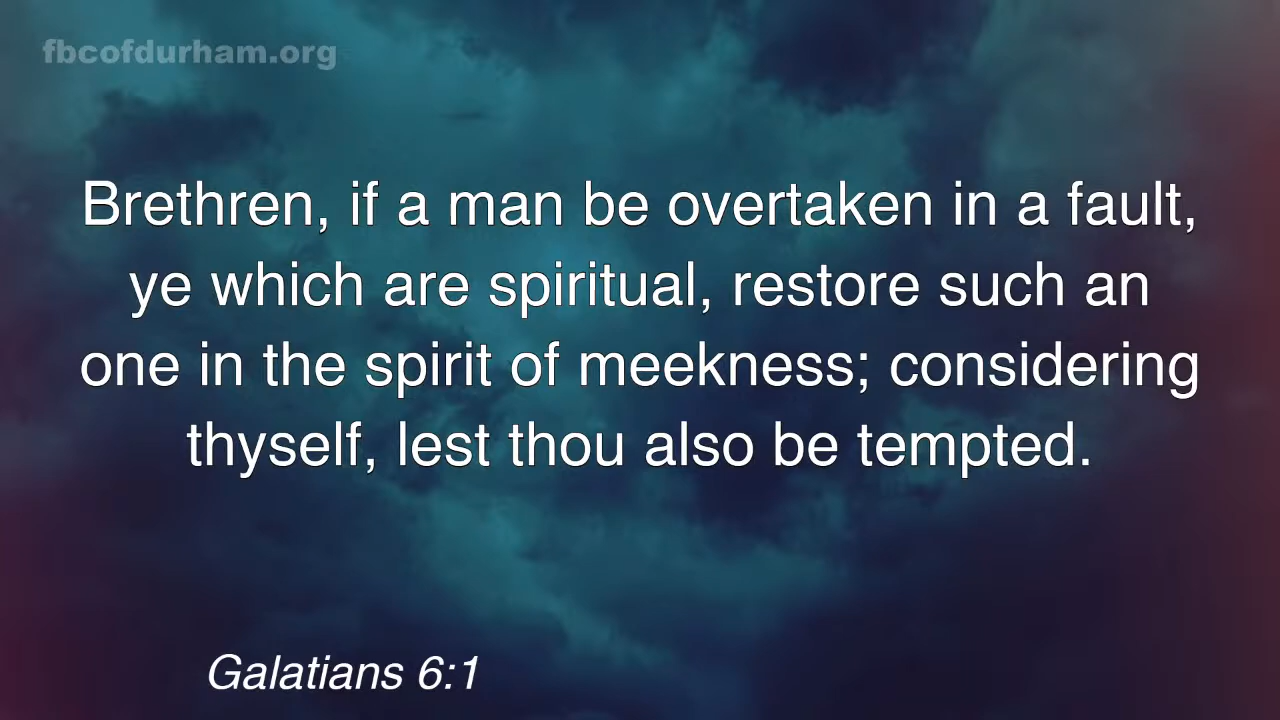 fbcofdurham.org
Brethren, if a man be overtaken in a fault,
ye which are spiritual, restore such an
one in the spirit of meekness; considering
thyself, lest thou also be tempted.
Galatians 6:1